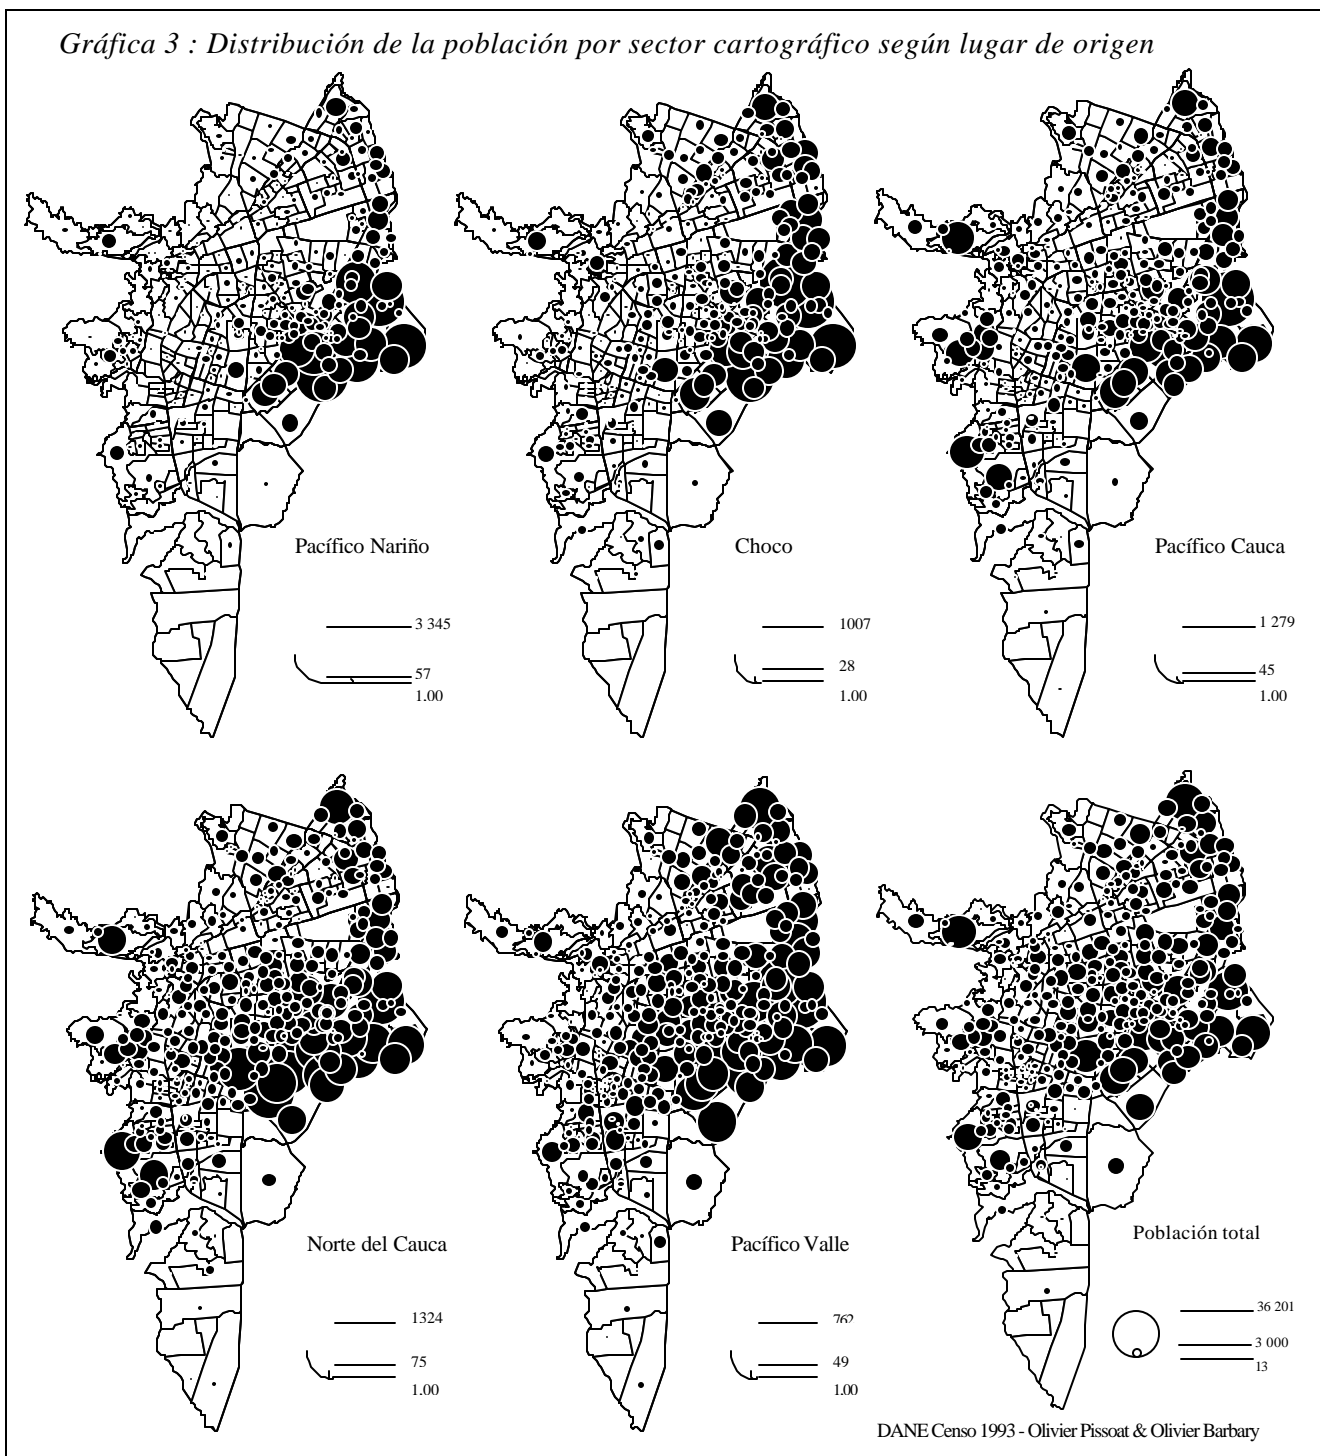 Gráfica 3 : Distribución de la población por sector cartográfico según lugar de origen
Pacífico Nariño
3 345
57
1.00
Choco
1007
28
1.00
Pacífico Cauca
1 279
45
1.00
Norte del Cauca
1324
75
1.00
Pacífico Valle
762
49
1.00
Población total
36 201
3 000
13
DANE Censo 1993 - Olivier Pissoat & Olivier Barbary